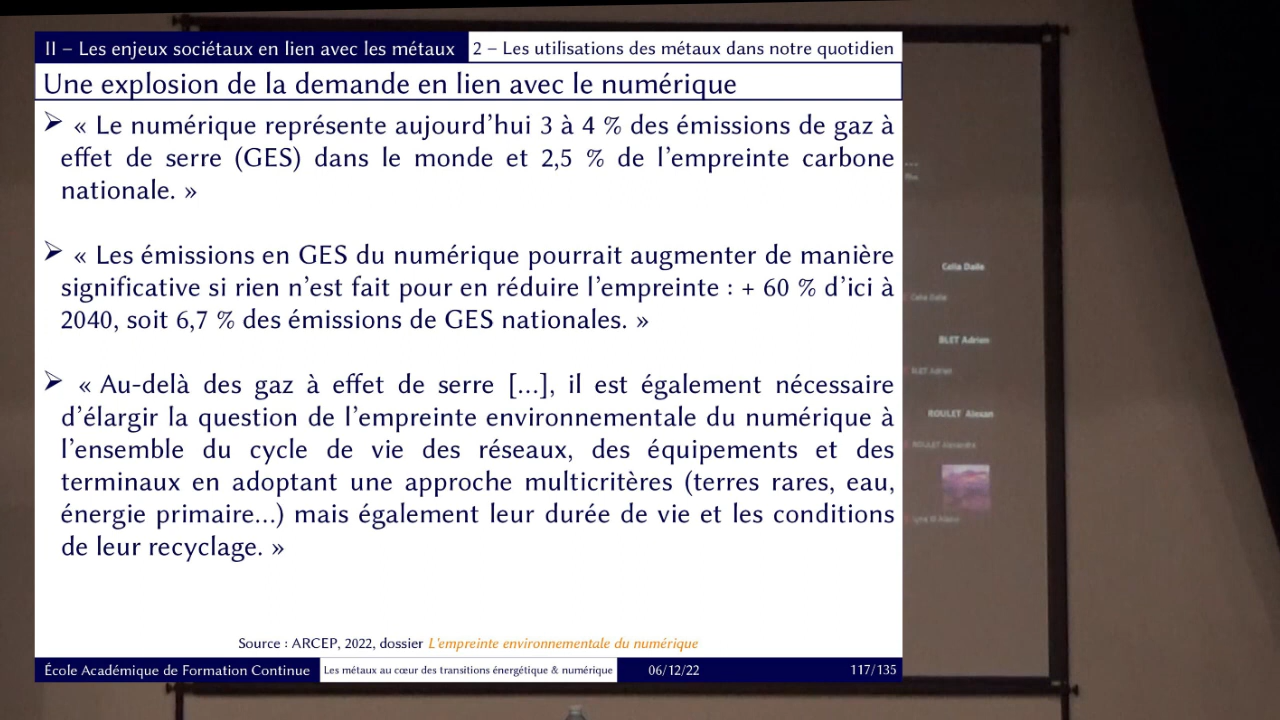 II – Les enjeux sociétaux en lien avec les métaux
2 – Les utilisations des métaux dans notre quotidien
Une explosion de la demande en lien avec le numérique
➢ « Le numérique représente aujourd’hui 3 à 4 % des émissions de gaz à
effet de serre (GES) dans le monde et 2,5 % de l’empreinte carbone
nationale. »
➢ « Les émissions en GES du numérique pourrait augmenter de manière
significative si rien n’est fait pour en réduire l’empreinte : + 60 % d’ici à
2040, soit 6,7 % des émissions de GES nationales. »
➢ « Au-delà des gaz à effet de serre [...], il est également nécessaire
d’élargir la question de l’empreinte environnementale du numérique à
l’ensemble du cycle de vie des réseaux, des équipements et des
terminaux en adoptant une approche multicritères (terres rares, eau,
énergie primaire...) mais également leur durée de vie et les conditions
de leur recyclage. »
Source : ARCEP, 2022, dossier L’empreinte environnementale du numérique
École Académique de Formation Continue
Les métaux au cœur des transitions énergétique & numérique
06/12/22
117/135
BLET Adrien